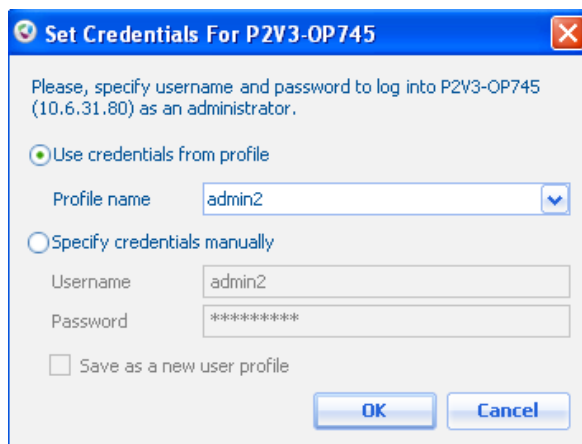 Set Credentials For P2V3-OP745
Please, specify username and password to log into P2V3-OP745
(10.6.31.80) as an administrator.
Use credentials from profile
Profile name admin2
Specify credentials manually
Username admin2
Password *********
Save as a new user profile
OK Cancel